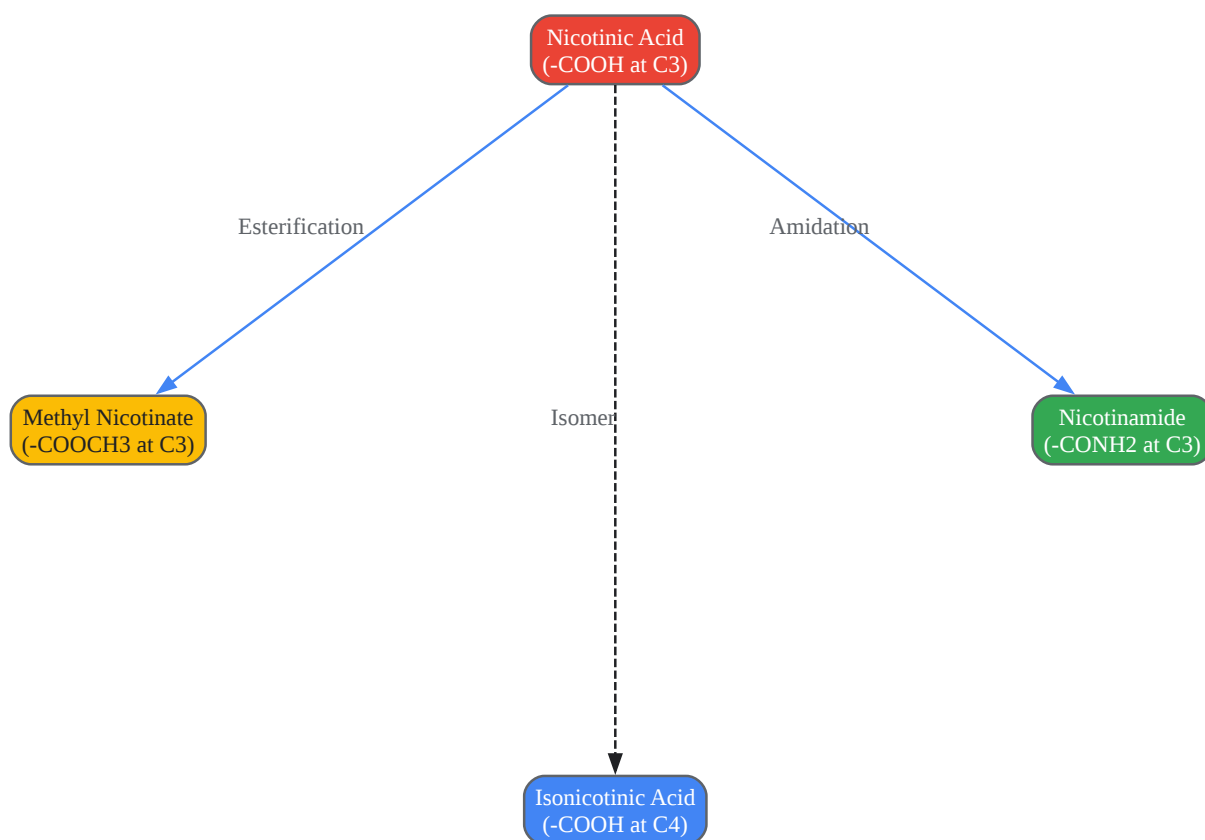 Nicotinic Acid
(-COOH at C3)
Esterification
Amidation
Methyl Nicotinate
(-COOCH3 at C3)
Isomer
Nicotinamide
(-CONH2 at C3)
Isonicotinic Acid
(-COOH at C4)